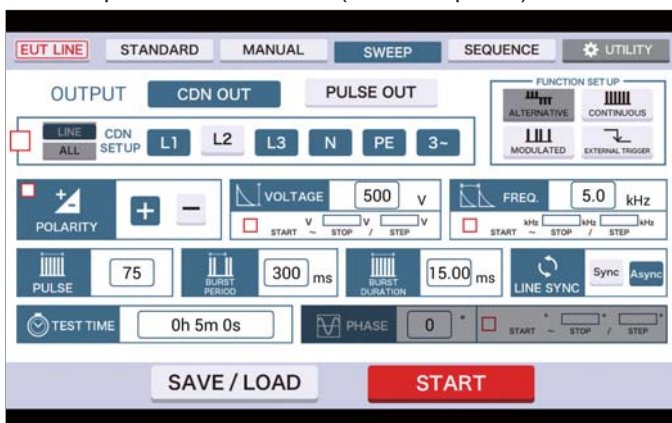 EUT LINE STANDARD MANUAL SWEEP SEQUENCE UTILITY
OUTPUT CDN OUT PULSE OUT
FUNCTION SET UP
ALTERNATIVE CONTINUOUS
MODULATED EXTERNAL TRIGGER
LINE ALL CDN SETUP L1 L2 L3 N PE 3~
+ - POLARITY + −
VOLTAGE 500 V
V V V
START ~ STOP / STEP
FREQ. 5.0 kHz
kHz kHz kHz
START ~ STOP / STEP
PULSE 75
BURST PERIOD 300 ms
BURST DURATION 15.00 ms
LINE SYNC Sync Async
TEST TIME 0h 5m 0s
PHASE 0 °
° ° °
START ~ STOP / STEP
SAVE / LOAD START